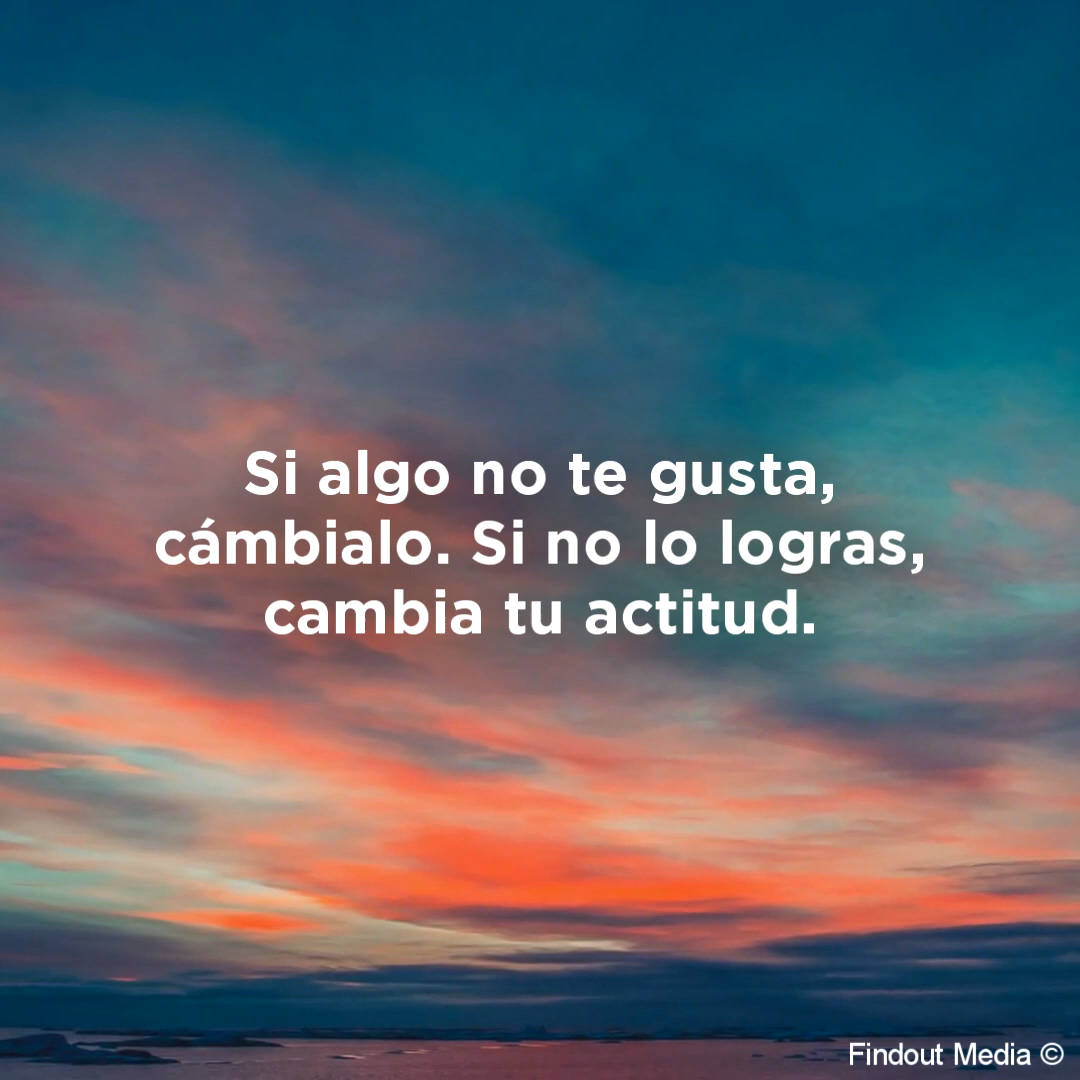 Si algo no te gusta,
cámbialo. Si no lo logras,
cambia tu actitud.
Findout Media ©